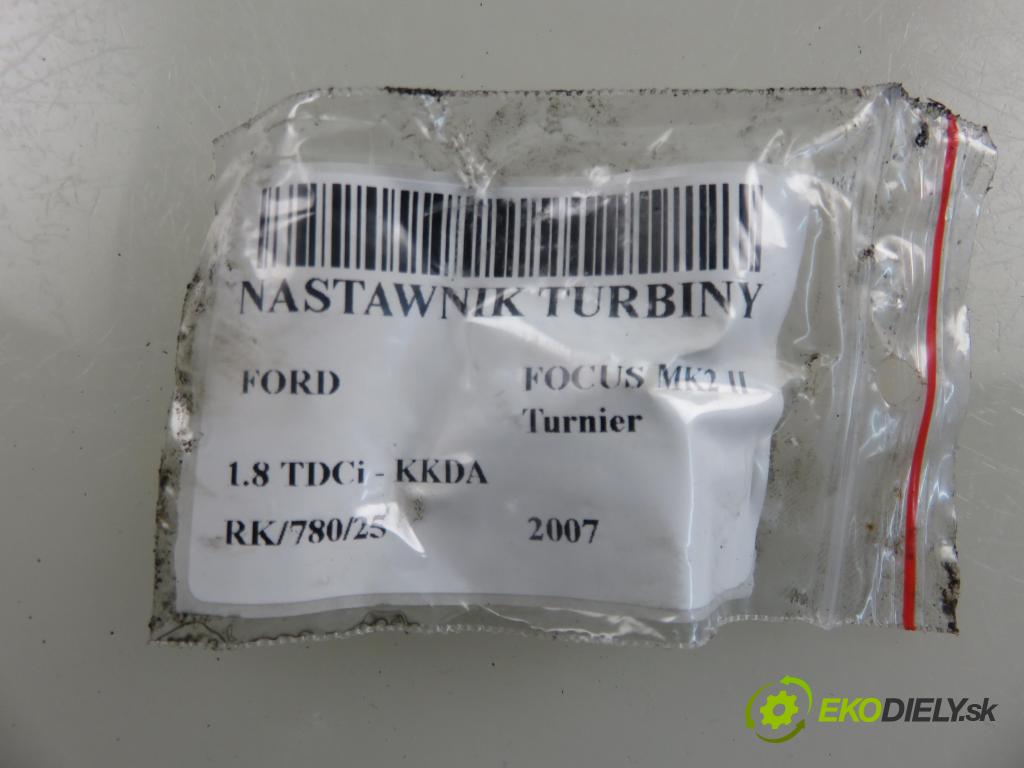 NASTAWNIK TURBINY
FORD FOCUS MK2 II
Turnier
1.8 TDCi - KKDA
RK/780/25 2007
EKODIELY.sk